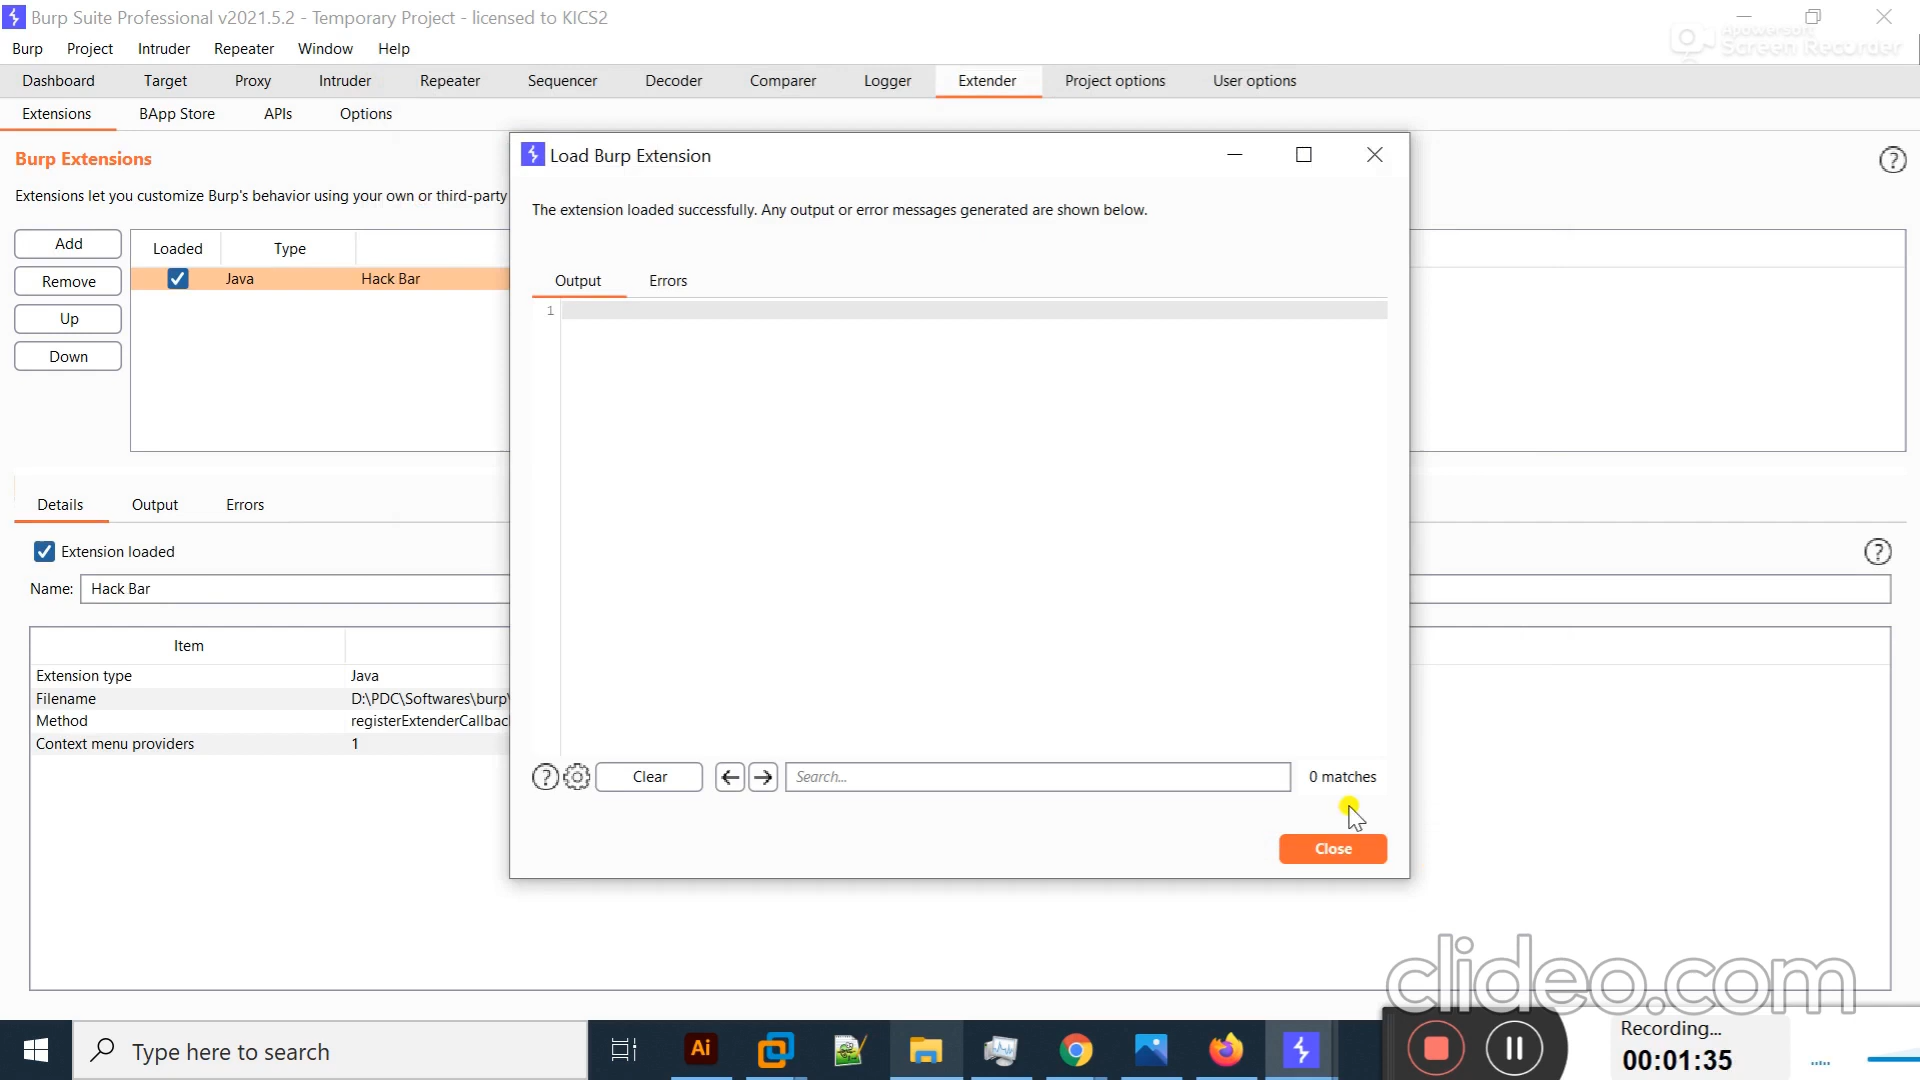 Burp Suite Professional v2021.5.2 - Temporary Project - licensed to KICS2
Apowersoft
Screen Recorder
Burp Project Intruder Repeater Window Help
Dashboard Target Proxy Intruder Repeater Sequencer Decoder Comparer Logger Extender Project options User options
Extensions BApp Store APIs Options
Burp Extensions
Extensions let you customize Burp's behavior using your own or third-party
Add
Remove
Up
Down
Loaded Type
Java Hack Bar
Load Burp Extension
The extension loaded successfully. Any output or error messages generated are shown below.
Output Errors
1
Clear
Search...
0 matches
Close
Details Output Errors
Extension loaded
Name: Hack Bar
Item
Extension type Java
Filename D:\PDC\Softwares\burp\
Method registerExtenderCallbac
Context menu providers 1
clideo.com
Type here to search
Ai
Recording...
00:01:35